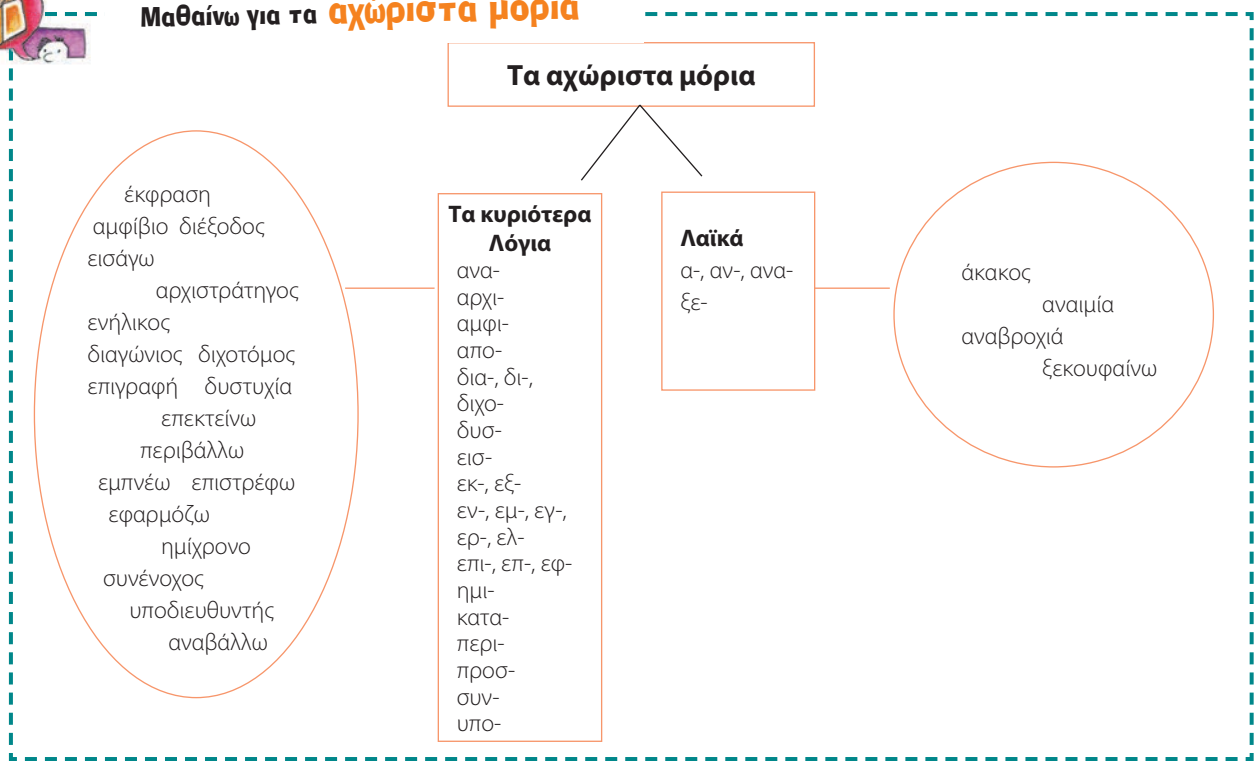 Μαθαίνω για τα αχώριστα μόρια
Τα αχώριστα μόρια
έκφραση
αμφίβιο διέξοδος
εισάγω
αρχιστράτηγος
ενήλικος
διαγώνιος διχοτόμος
επιγραφή δυστυχία
επεκτείνω
περιβάλλω
εμπνέω επιστρέφω
εφαρμόζω
ημίχρονο
συνένοχος
υποδιευθυντής
αναβάλλω
Τα κυριότερα
Λόγια
ανα-
αρχι-
αμφι-
απο-
δια-, δι-,
διχο-
δυσ-
εισ-
εκ-, εξ-
εν-, εμ-, εγ-,
ερ-, ελ-
επι-, επ-, εφ-
ημι-
κατα-
περι-
προσ-
συν-
υπο-
Λαϊκά
α-, αν-, ανα-
ξε-
άκακος
αναιμία
αναβροχιά
ξεκουφαίνω